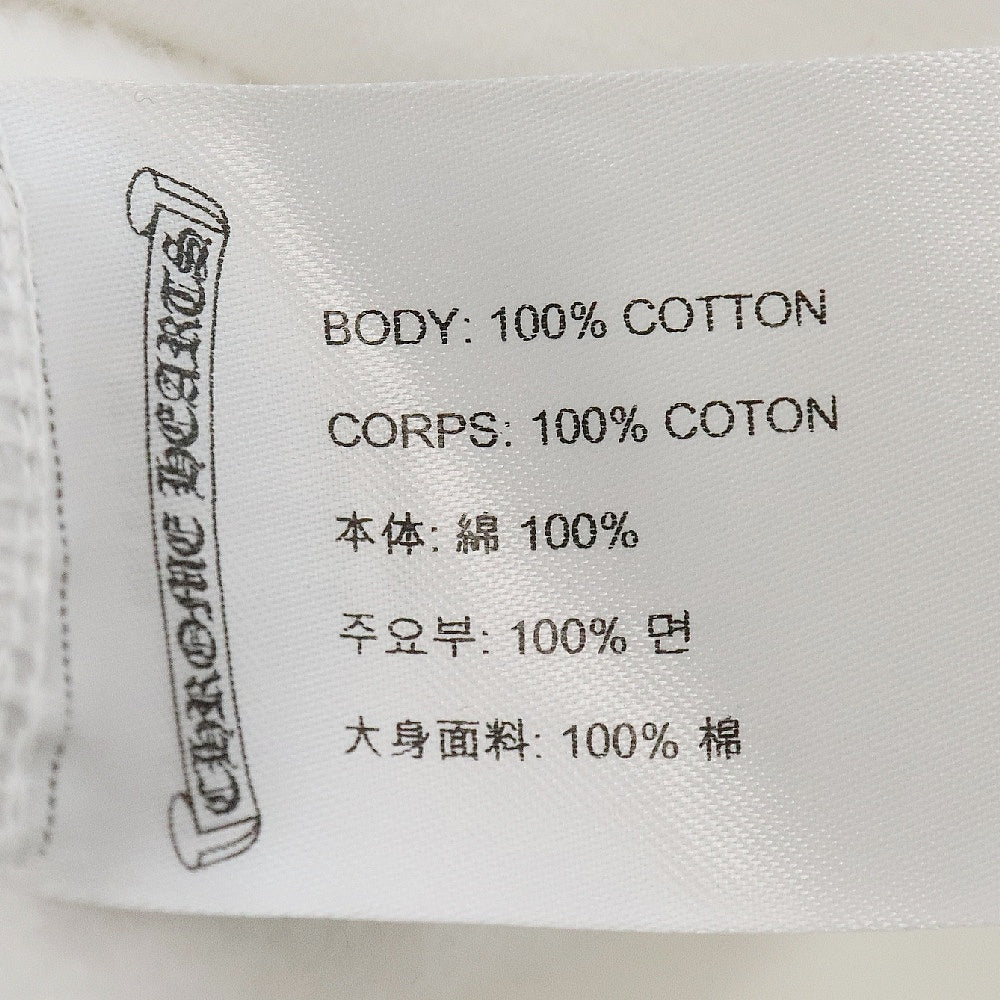 CHROME HEARTS
BODY: 100% COTTON
CORPS: 100% COTON
本体: 綿 100%
주요부: 100% 면
大身面料: 100% 棉